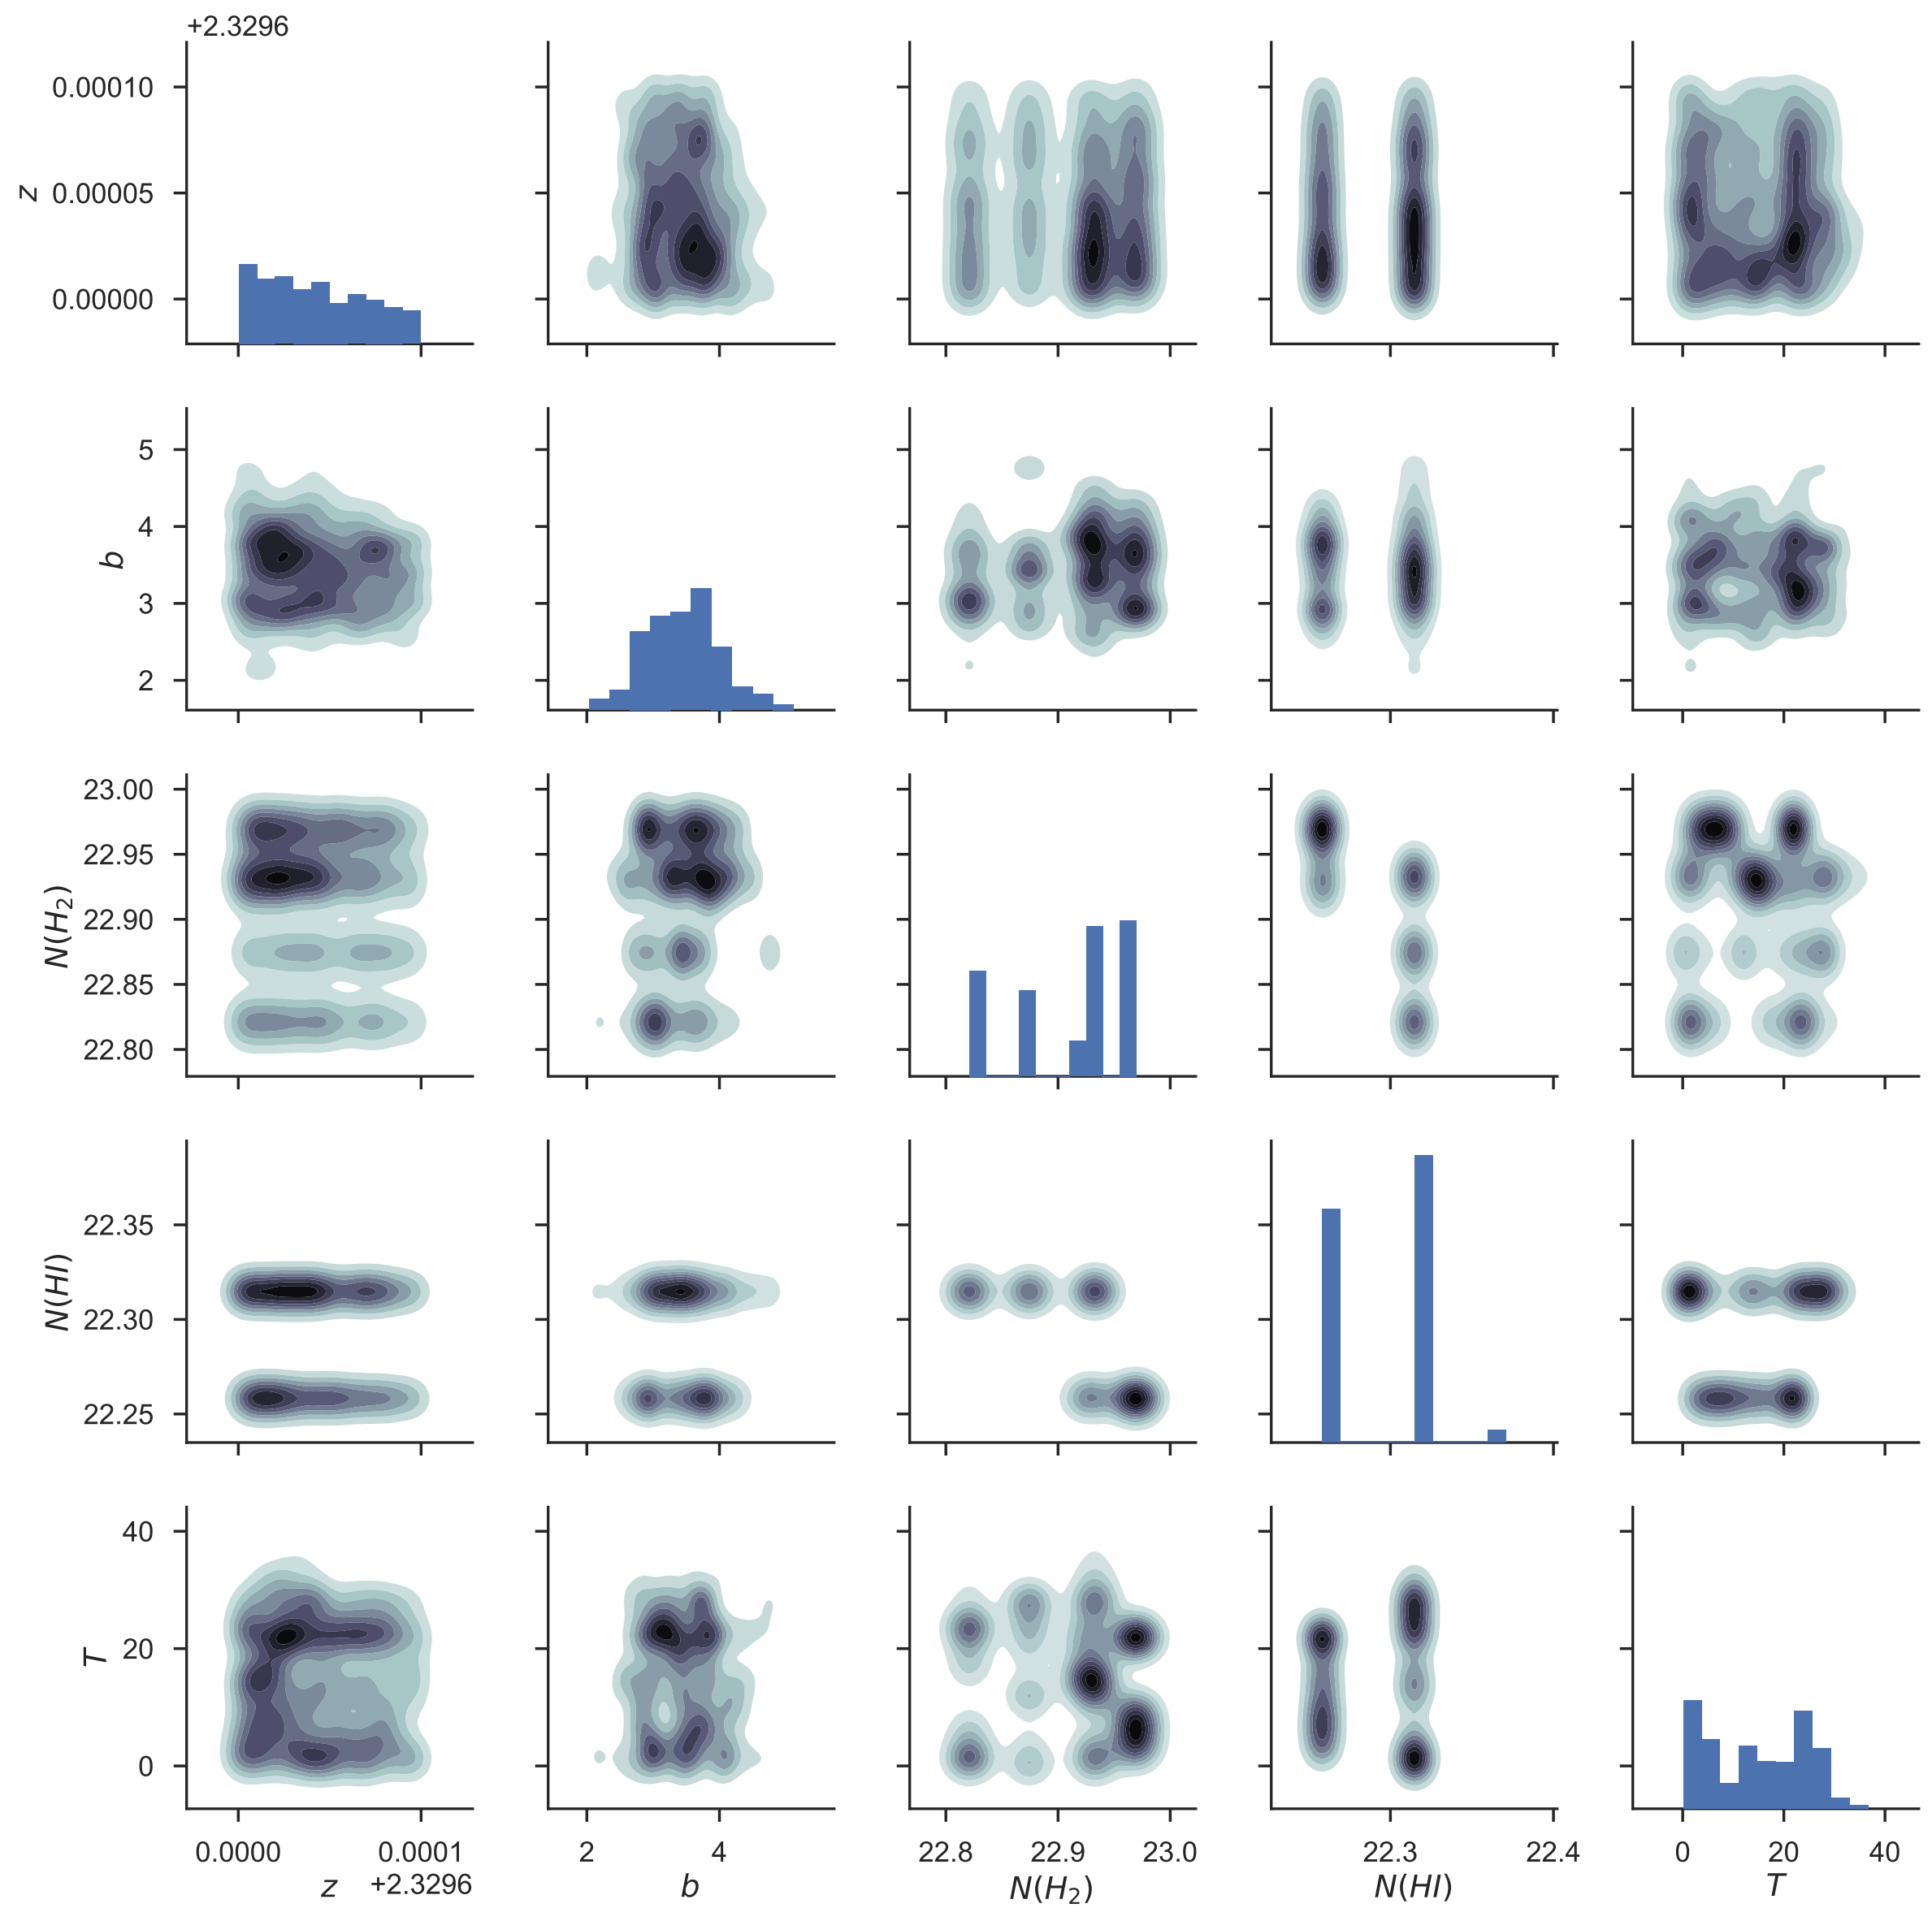 +2.3296
0.00010
0.00005
0.00000
z
5
4
3
2
b
23.00
22.95
22.90
22.85
22.80
N(H₂)
22.35
22.30
22.25
N(HI)
40
20
0
T
0.0000 0.0001 2 4 22.8 22.9 23.0 22.3 22.4 0 20 40
z +2.3296 b N(H₂) N(HI) T